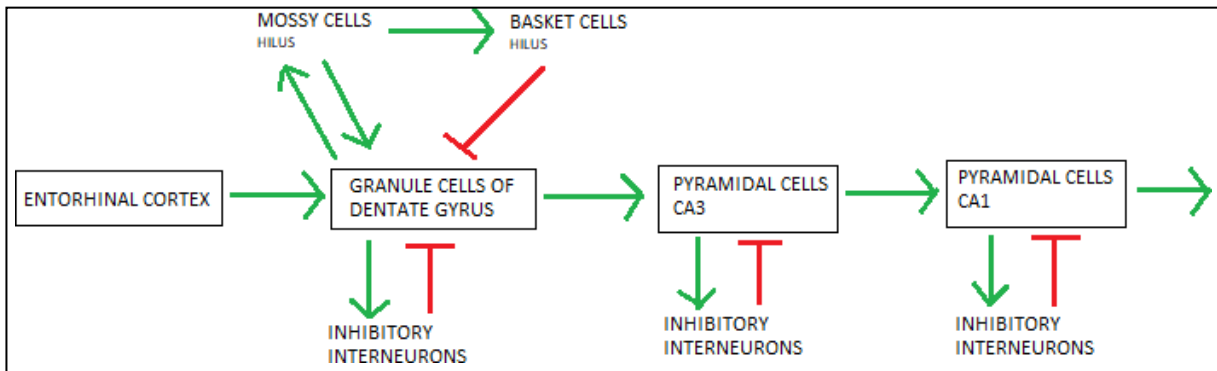 MOSSY CELLS
HILUS
BASKET CELLS
HILUS
ENTORHINAL CORTEX
GRANULE CELLS OF
DENTATE GYRUS
PYRAMIDAL CELLS
CA3
PYRAMIDAL CELLS
CA1
INHIBITORY
INTERNEURONS
INHIBITORY
INTERNEURONS
INHIBITORY
INTERNEURONS